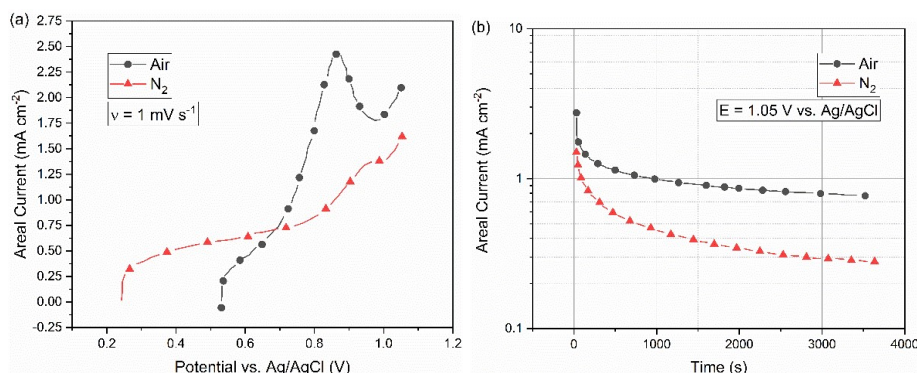 (a)
2.75
2.50
2.25
2.00
1.75
1.50
1.25
1.00
0.75
0.50
0.25
0.00
-0.25
Areal Current (mA cm⁻²)
Air
N₂
ν = 1 mV s⁻¹
0.2 0.4 0.6 0.8 1.0 1.2
Potential vs. Ag/AgCl (V)
(b)
10
1
0.1
Areal Current (mA cm⁻²)
Air
N₂
E = 1.05 V vs. Ag/AgCl
0 1000 2000 3000 4000
Time (s)